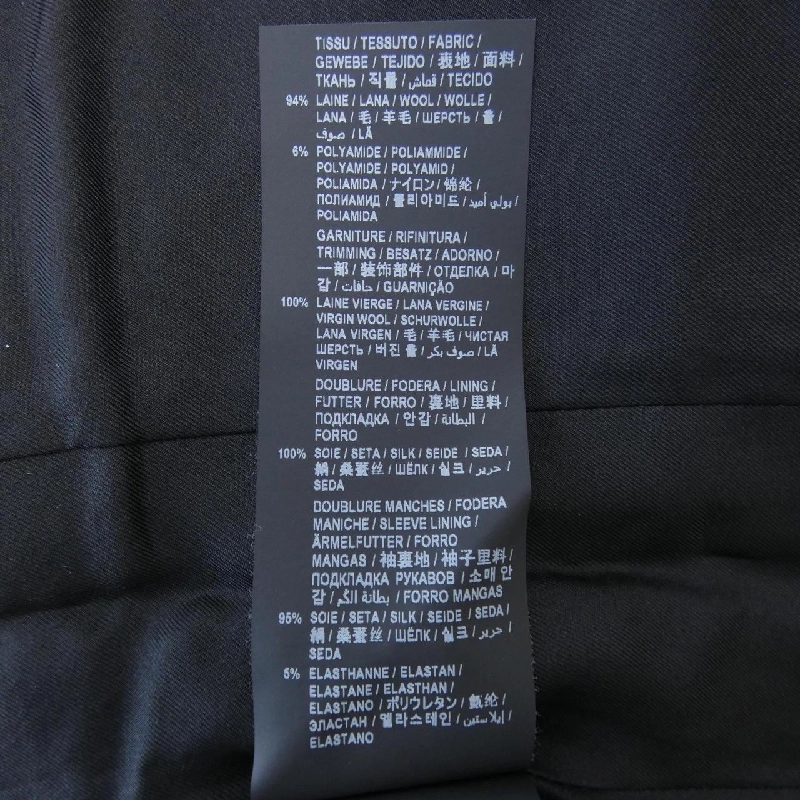 TISSU / TESSUTO / FABRIC /
GEWEBE / TEJIDO / 表地 / 面料 /
ТКАНЬ / 직물 / قماش / TECIDO
94% LAINE / LANA / WOOL / WOLLE /
LANA / 毛 / 羊毛 / ШЕРСТЬ / 울 /
صوف / LÃ
6% POLYAMIDE / POLIAMMIDE /
POLYAMIDE / POLYAMID /
POLIAMIDA / ナイロン / 锦纶 /
ПОЛИАМИД / 폴리아미드 / بولي أميد /
POLIAMIDA
GARNITURE / RIFINITURA /
TRIMMING / BESATZ / ADORNO /
一部 / 装饰部件 / ОТДЕЛКА / 마
감 / حافات / GUARNIÇÃO
100% LAINE VIERGE / LANA VERGINE /
VIRGIN WOOL / SCHURWOLLE /
LANA VIRGEN / 毛 / 羊毛 / ЧИСТАЯ
ШЕРСТЬ / 버진 울 / صوف بكر / LÃ
VIRGEN
DOUBLURE / FODERA / LINING /
FUTTER / FORRO / 裏地 / 里料 /
ПОДКЛАДКА / 안감 / البطانة /
FORRO
100% SOIE / SETA / SILK / SEIDE / SEDA /
絹 / 桑蚕丝 / ШЁЛК / 실크 / حرير /
SEDA
DOUBLURE MANCHES / FODERA
MANICHE / SLEEVE LINING /
ÄRMELFUTTER / FORRO
MANGAS / 袖裏地 / 袖子里料 /
ПОДКЛАДКА РУКАВОВ / 소매 안
감 / بطانة الكم / FORRO MANGAS
95% SOIE / SETA / SILK / SEIDE / SEDA /
絹 / 桑蚕丝 / ШЁЛК / 실크 / حرير /
SEDA
5% ELASTHANNE / ELASTAN /
ELASTANE / ELASTHAN /
ELASTANO / ポリウレタン / 氨纶 /
ЭЛАСТАН / 엘라스테인 / إيلاستين /
ELASTANO